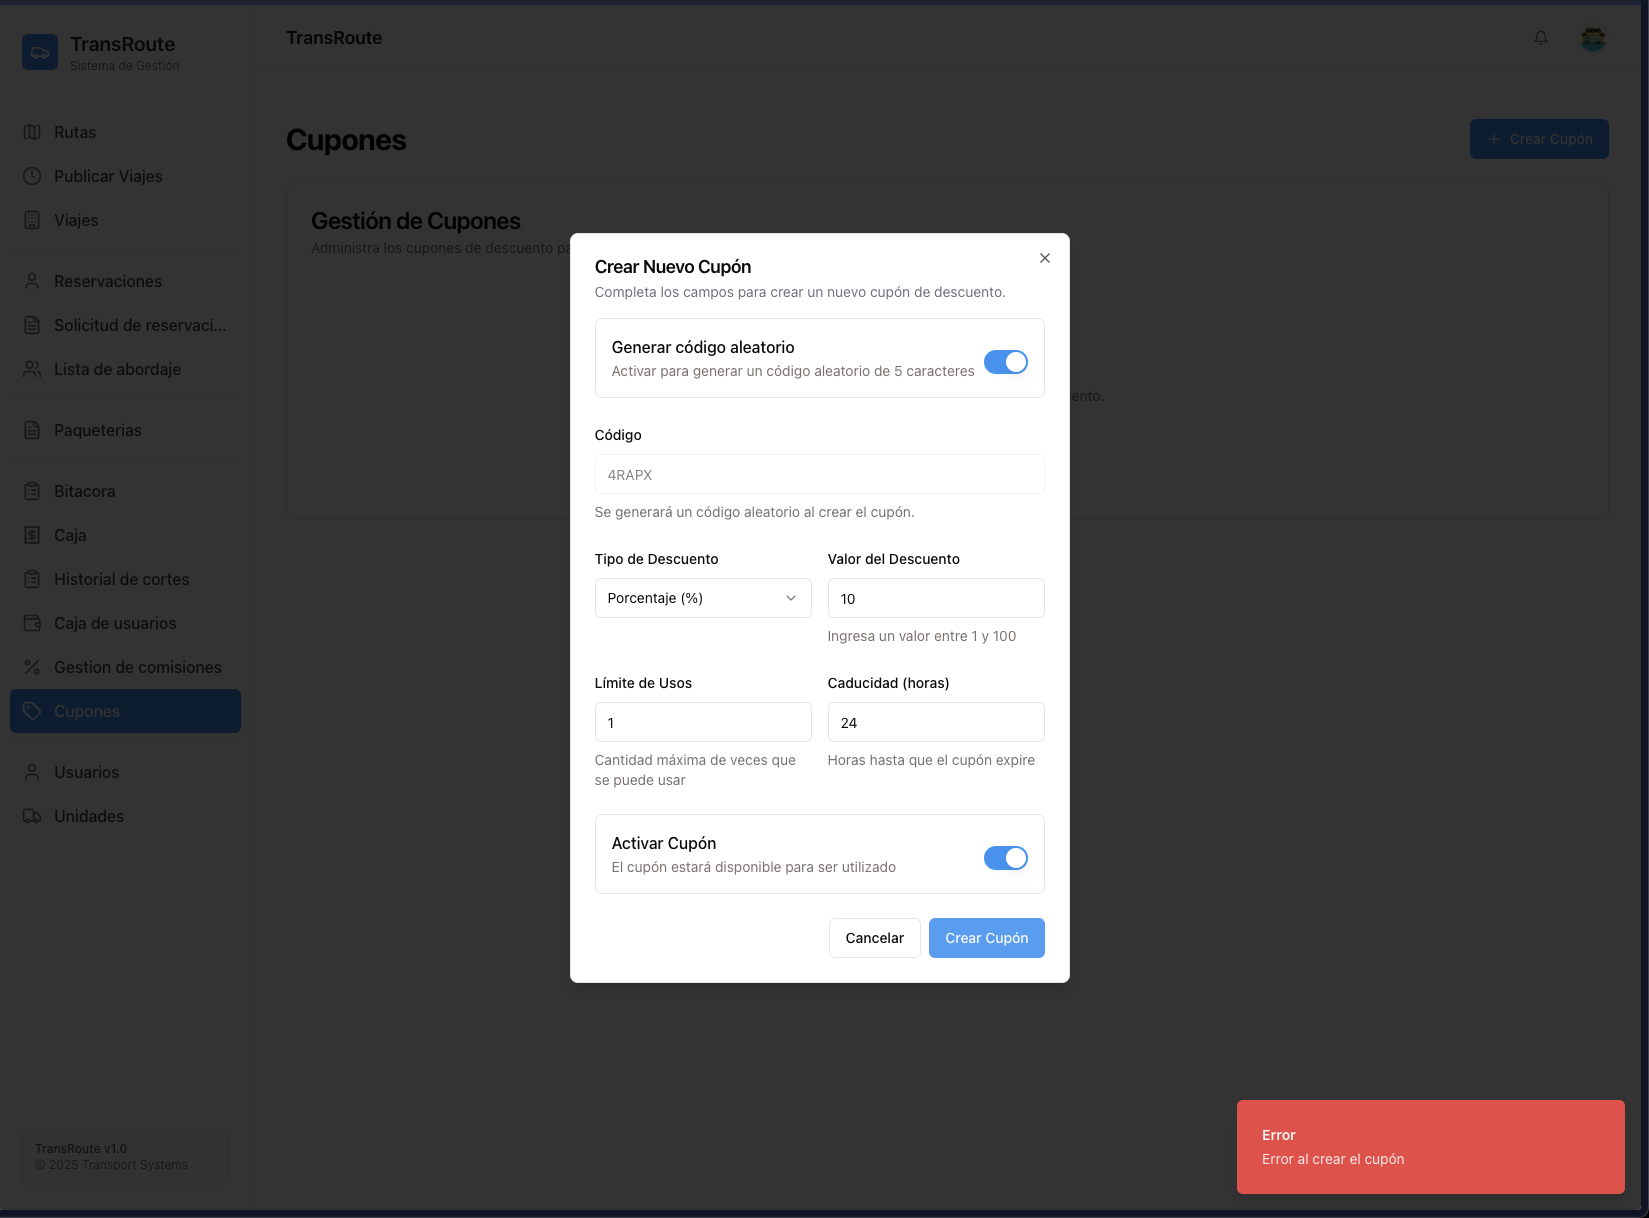 TransRoute
Sistema de Gestión
TransRoute
Rutas
Publicar Viajes
Viajes
Reservaciones
Solicitud de reservaci...
Lista de abordaje
Paqueterias
Bitacora
Caja
Historial de cortes
Caja de usuarios
Gestion de comisiones
Cupones
Usuarios
Unidades
TransRoute v1.0
© 2025 Transport Systems
Cupones
Crear Cupón
Gestión de Cupones
Administra los cupones de descuento
ento.
Crear Nuevo Cupón
Completa los campos para crear un nuevo cupón de descuento.
Generar código aleatorio
Activar para generar un código aleatorio de 5 caracteres
Código
4RAPX
Se generará un código aleatorio al crear el cupón.
Tipo de Descuento
Porcentaje (%)
Valor del Descuento
10
Ingresa un valor entre 1 y 100
Límite de Usos
1
Cantidad máxima de veces que
se puede usar
Caducidad (horas)
24
Horas hasta que el cupón expire
Activar Cupón
El cupón estará disponible para ser utilizado
Cancelar
Crear Cupón
Error
Error al crear el cupón